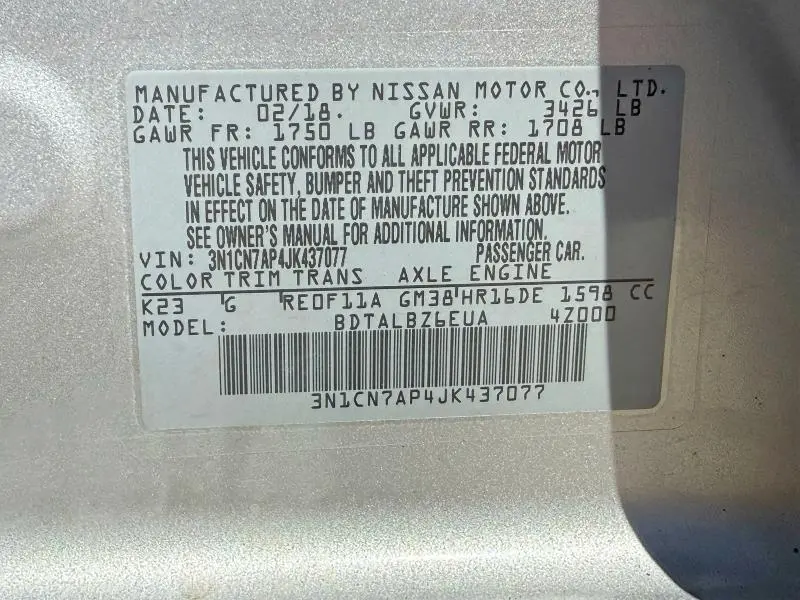 MANUFACTURED BY NISSAN MOTOR CO., LTD.
DATE: 02/18. GVWR: 3426 LB
GAWR FR: 1750 LB GAWR RR: 1708 LB
THIS VEHICLE CONFORMS TO ALL APPLICABLE FEDERAL MOTOR
VEHICLE SAFETY, BUMPER AND THEFT PREVENTION STANDARDS
IN EFFECT ON THE DATE OF MANUFACTURE SHOWN ABOVE.
SEE OWNER'S MANUAL FOR ADDITIONAL INFORMATION.
VIN: 3N1CN7AP4JK437077 PASSENGER CAR.
COLOR TRIM TRANS AXLE ENGINE
K23 G RE0F11A GM38 HR16DE 1598 CC
MODEL: BDTALBZ6EUA 4Z000
3N1CN7AP4JK437077